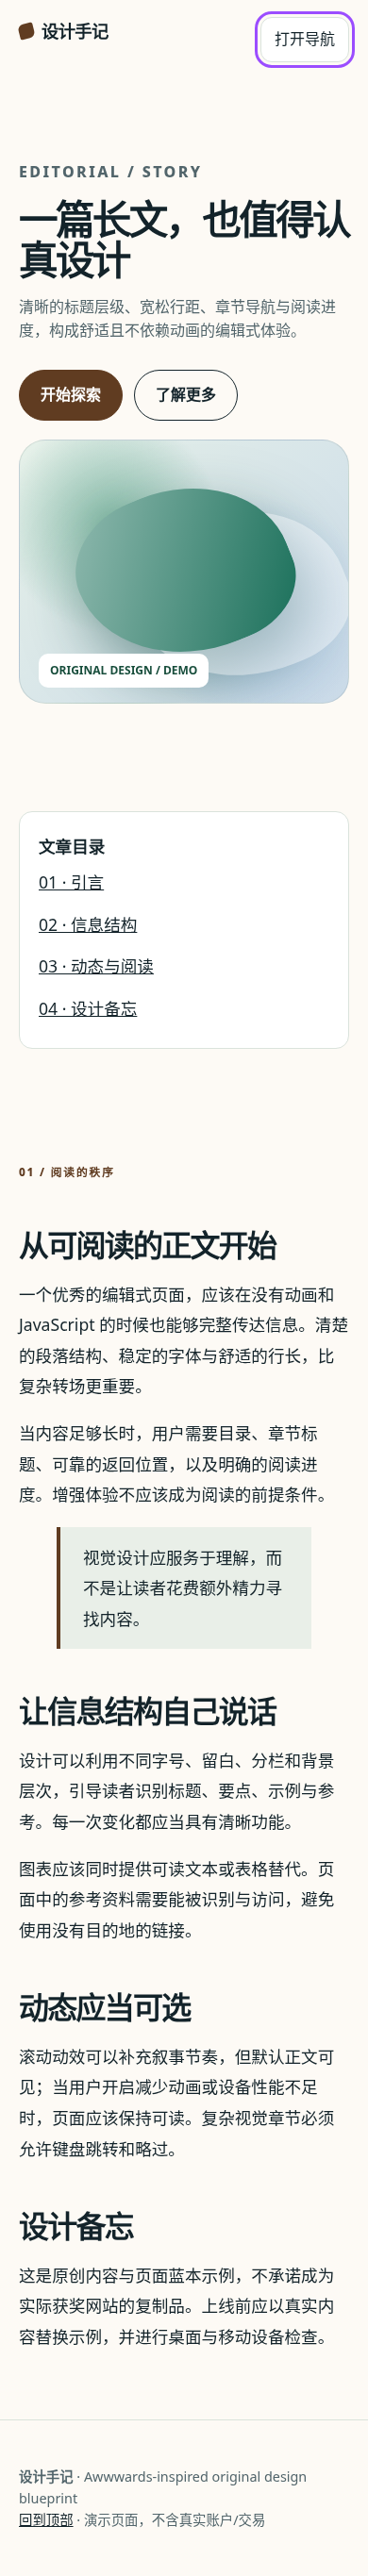 设计手记
打开导航
EDITORIAL / STORY
一篇长文，也值得认
真设计
清晰的标题层级、宽松行距、章节导航与阅读进
度，构成舒适且不依赖动画的编辑式体验。
开始探索
了解更多
ORIGINAL DESIGN / DEMO
文章目录
01 · 引言
02 · 信息结构
03 · 动态与阅读
04 · 设计备忘
01 / 阅读的秩序
从可阅读的正文开始
一个优秀的编辑式页面，应该在没有动画和
JavaScript 的时候也能够完整传达信息。清楚
的段落结构、稳定的字体与舒适的行长，比
复杂转场更重要。
当内容足够长时，用户需要目录、章节标
题、可靠的返回位置，以及明确的阅读进
度。增强体验不应该成为阅读的前提条件。
视觉设计应服务于理解，而
不是让读者花费额外精力寻
找内容。
让信息结构自己说话
设计可以利用不同字号、留白、分栏和背景
层次，引导读者识别标题、要点、示例与参
考。每一次变化都应当具有清晰功能。
图表应该同时提供可读文本或表格替代。页
面中的参考资料需要能被识别与访问，避免
使用没有目的地的链接。
动态应当可选
滚动动效可以补充叙事节奏，但默认正文可
见；当用户开启减少动画或设备性能不足
时，页面应该保持可读。复杂视觉章节必须
允许键盘跳转和略过。
设计备忘
这是原创内容与页面蓝本示例，不承诺成为
实际获奖网站的复制品。上线前应以真实内
容替换示例，并进行桌面与移动设备检查。
设计手记 · Awwwards-inspired original design
blueprint
回到顶部 · 演示页面，不含真实账户/交易